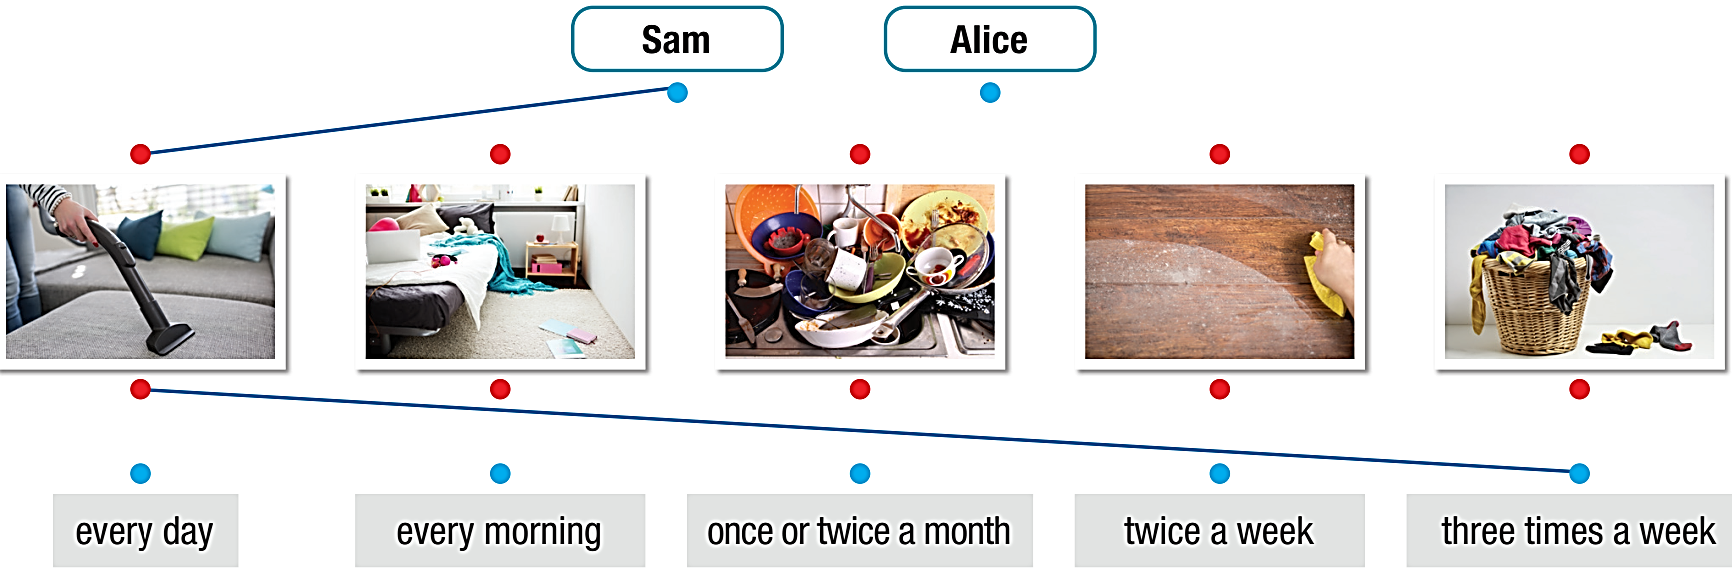 Sam
Alice
every day
every morning
once or twice a month
twice a week
three times a week